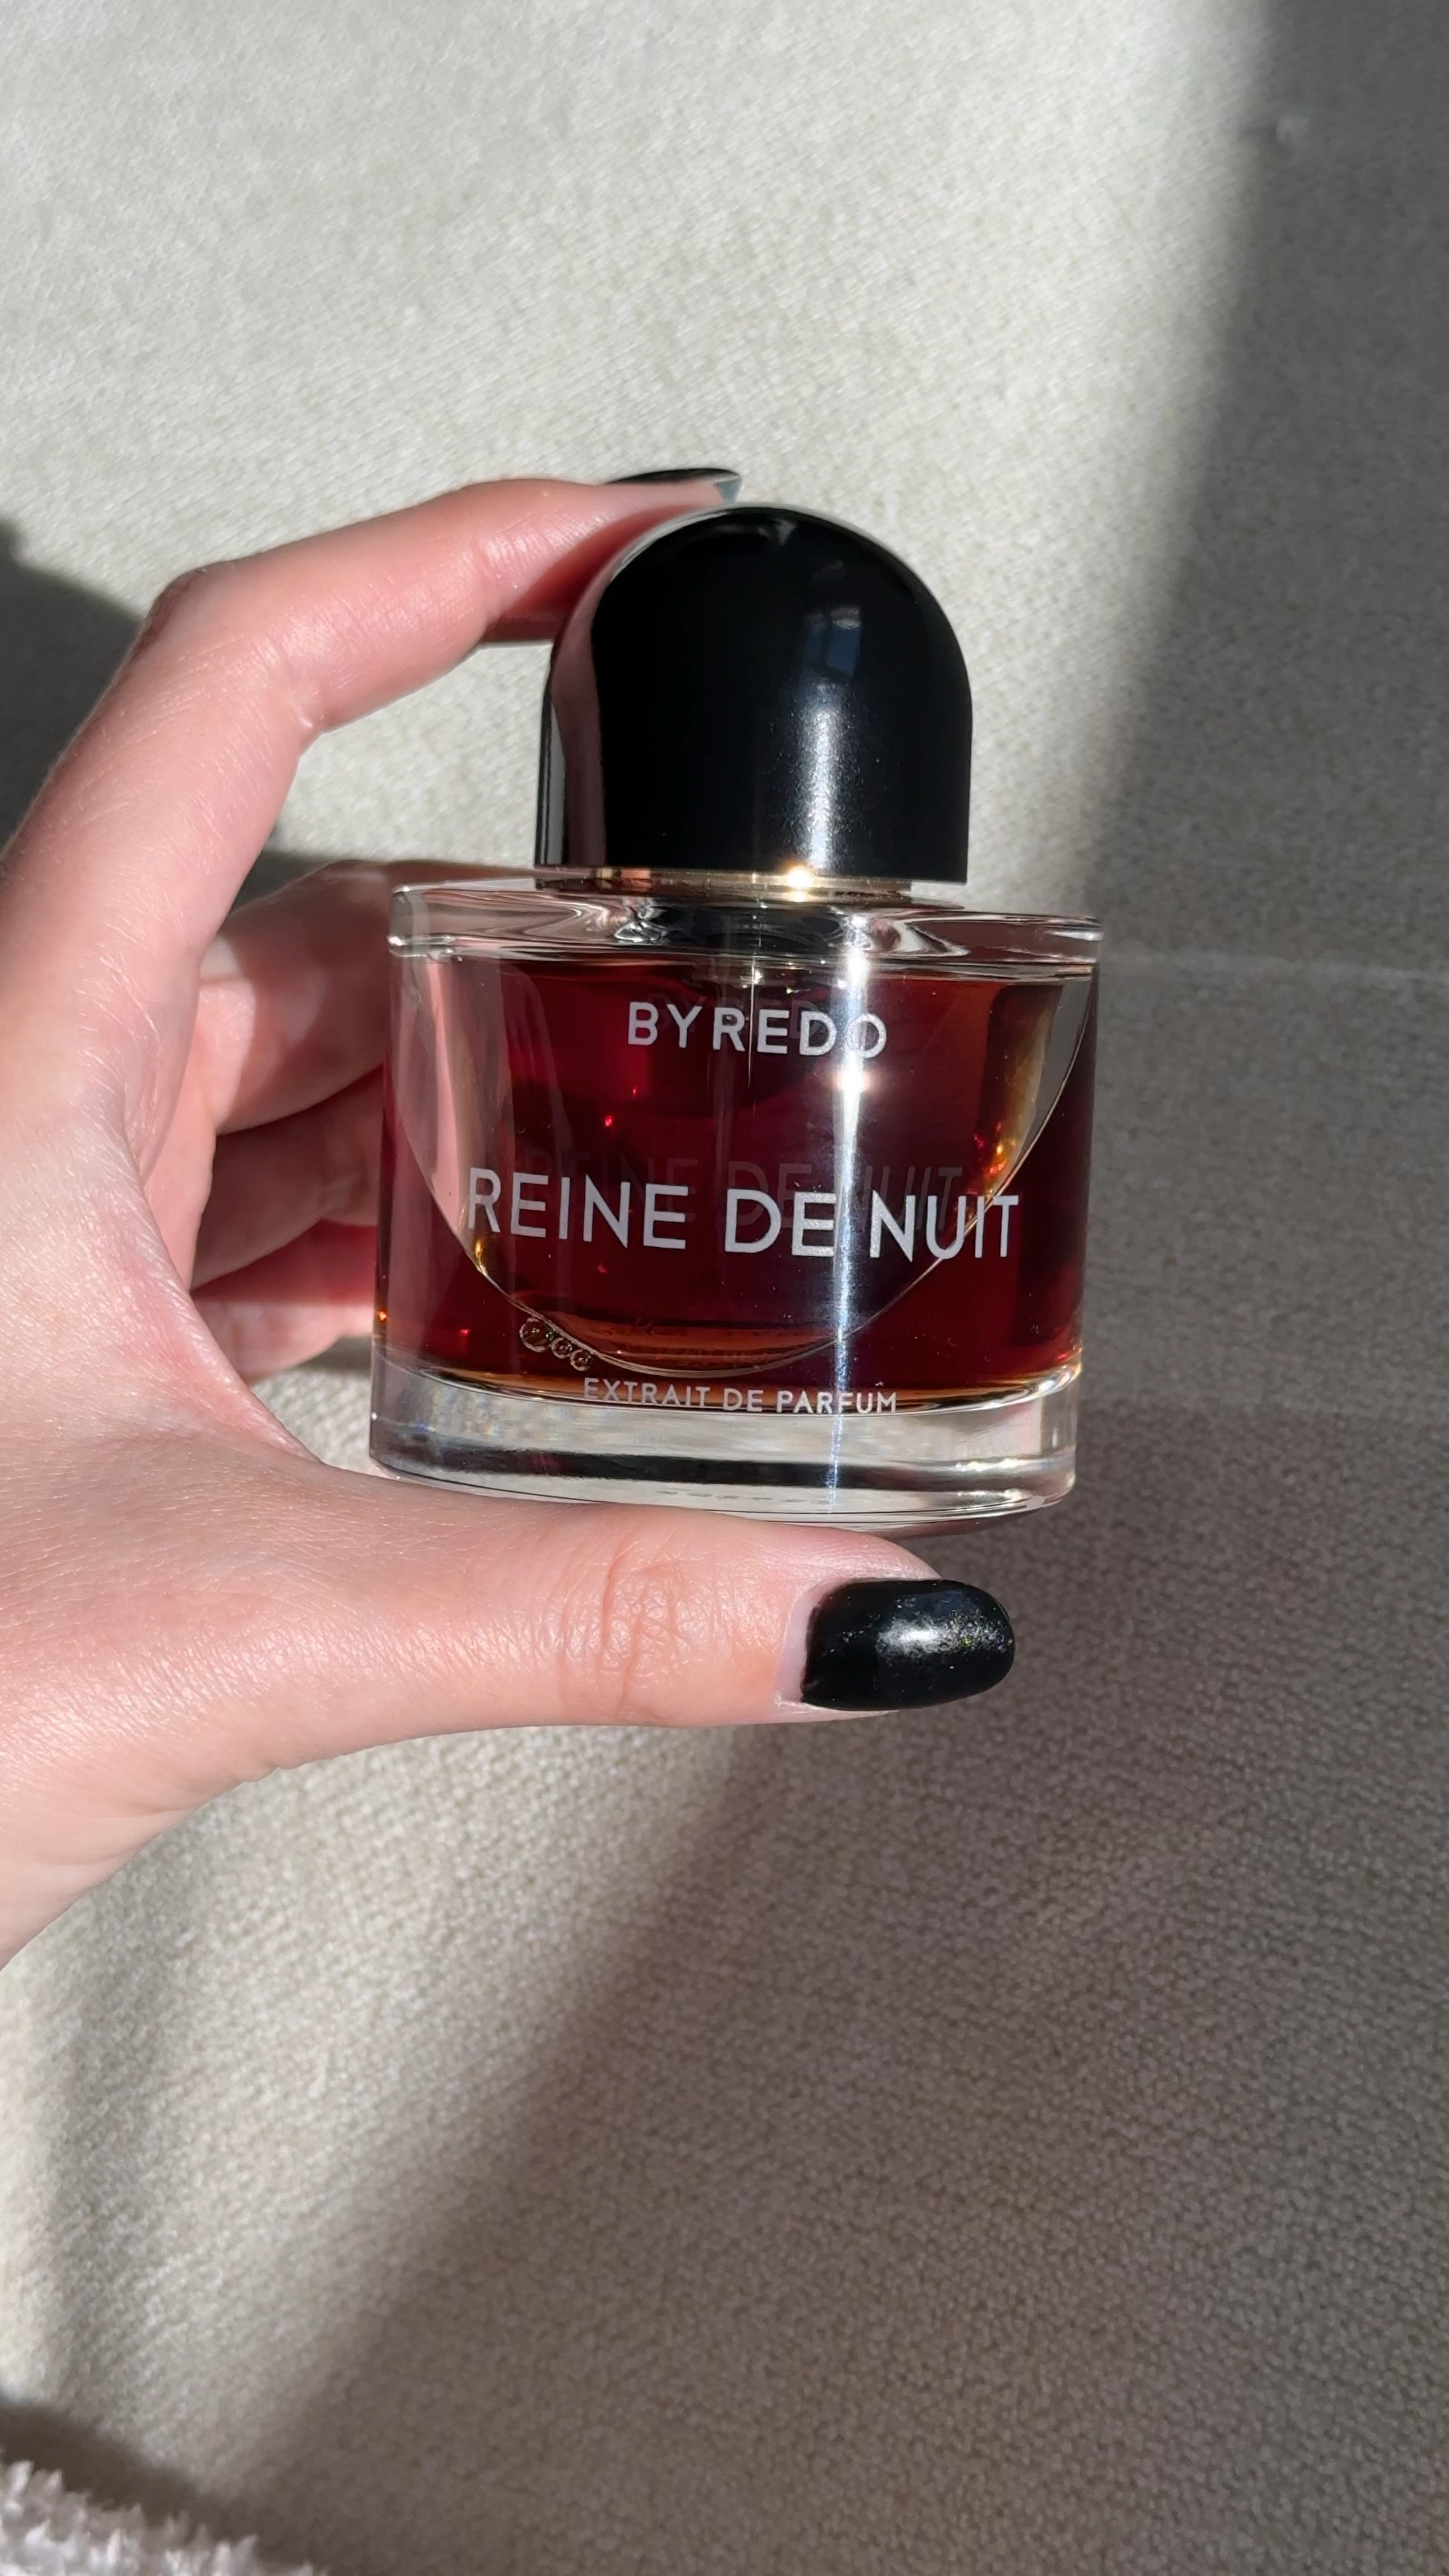 BYREDO
REINE DE NUIT
EXTRAIT DE PARFUM